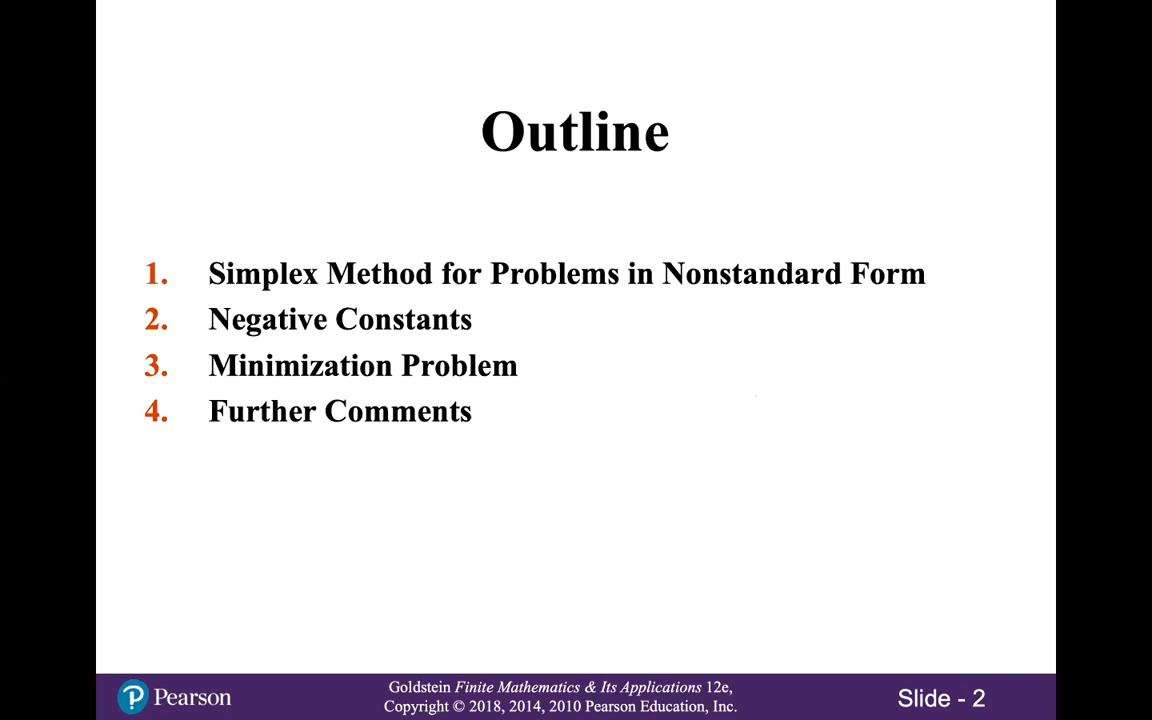 Outline
1. Simplex Method for Problems in Nonstandard Form
2. Negative Constants
3. Minimization Problem
4. Further Comments
Pearson
Goldstein Finite Mathematics & Its Applications 12e,
Copyright © 2018, 2014, 2010 Pearson Education, Inc.
Slide - 2